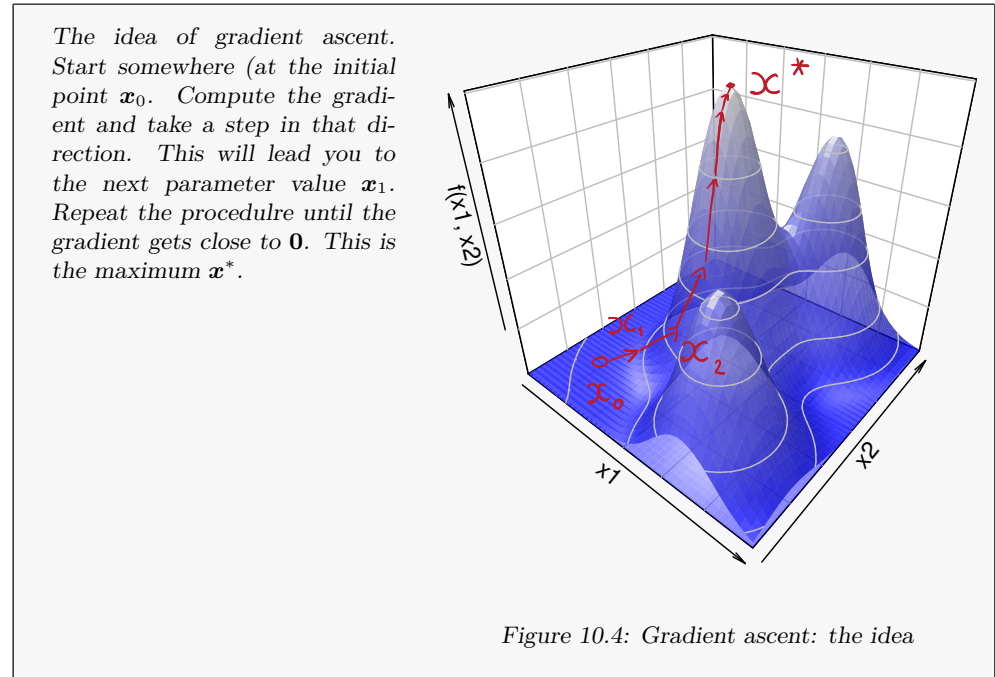 The idea of gradient ascent.
Start somewhere (at the initial
point x₀. Compute the gradi-
ent and take a step in that di-
rection. This will lead you to
the next parameter value x₁.
Repeat the procedulre until the
gradient gets close to 0. This is
the maximum x*.
x*
f(x1, x2)
x₁
x₂
x₀
x1
x2
Figure 10.4: Gradient ascent: the idea